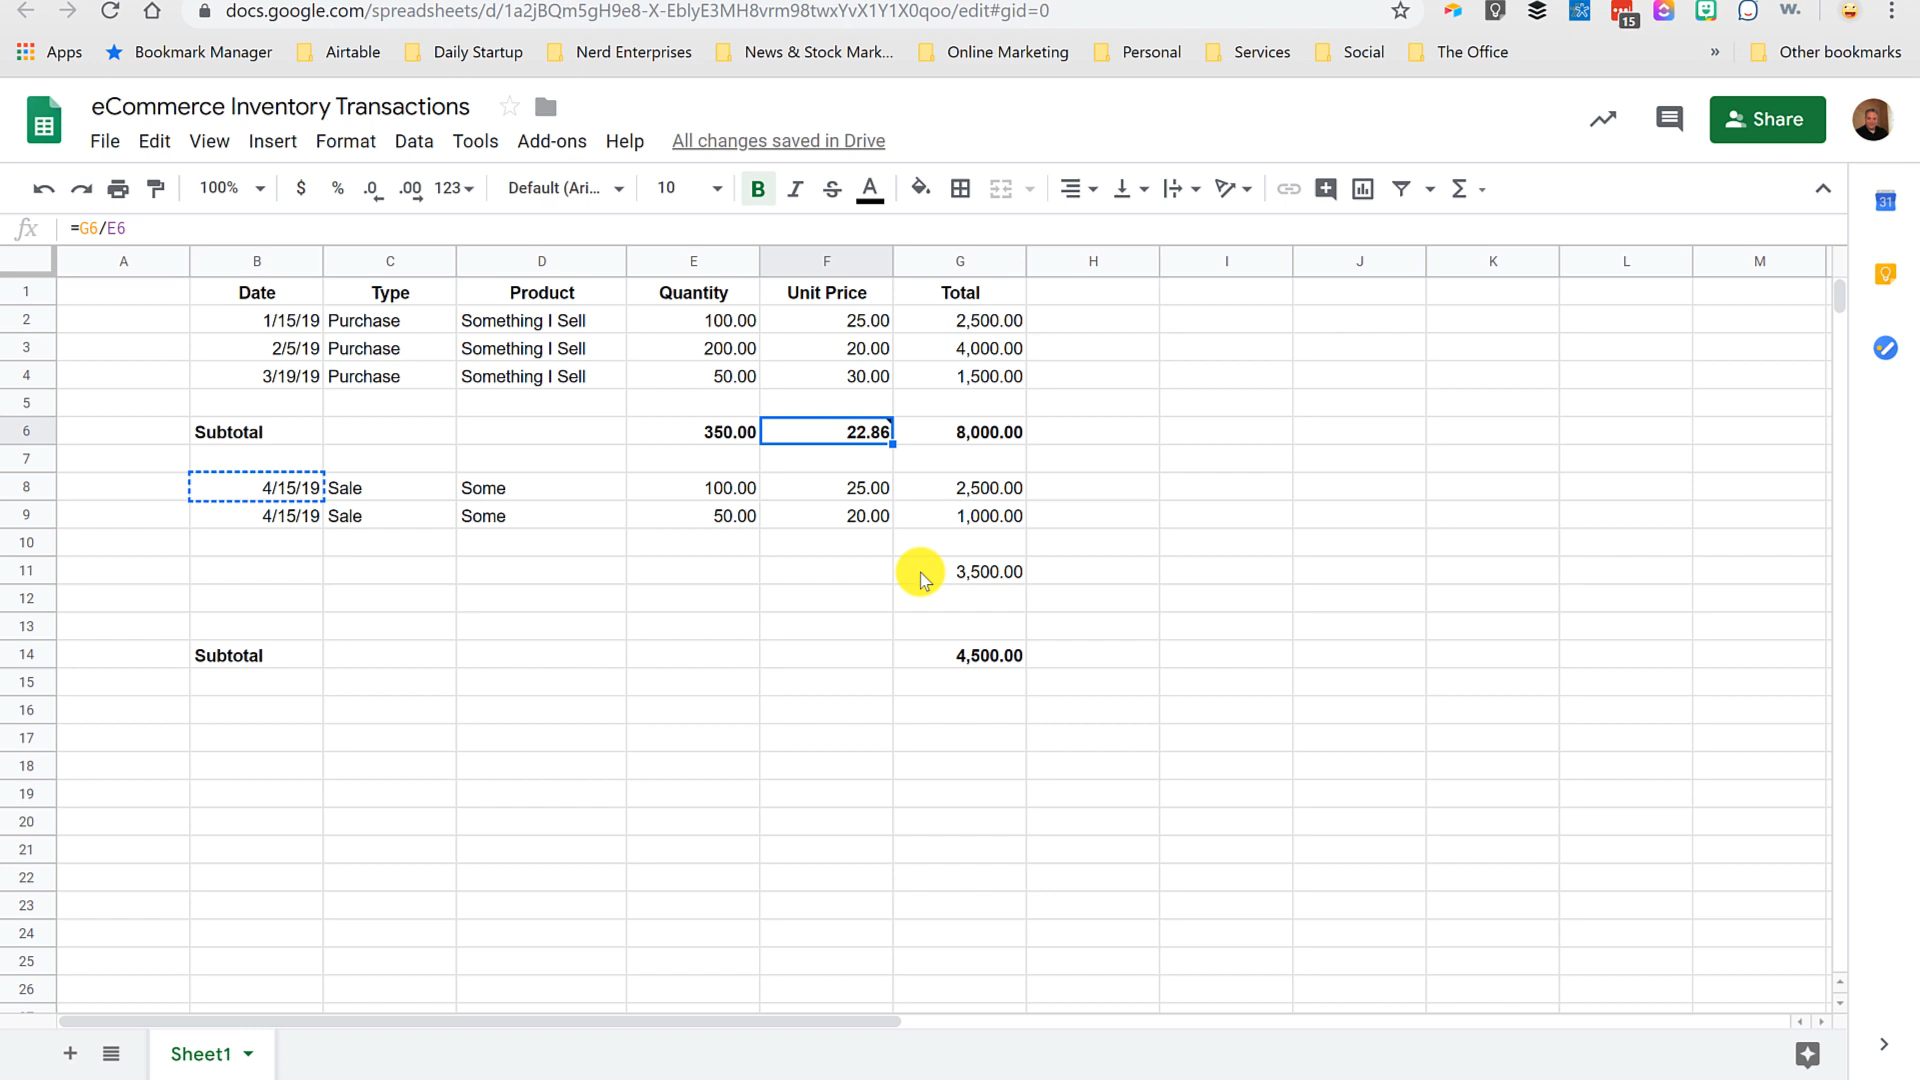 docs.google.com/spreadsheets/d/1a2jBQm5gH9e8-X-EblyE3MH8vrm98twxYvX1Y1X0qoo/edit#gid=0
15
w.
Apps Bookmark Manager Airtable Daily Startup Nerd Enterprises News & Stock Mark... Online Marketing Personal Services Social The Office » Other bookmarks
eCommerce Inventory Transactions
Share
File Edit View Insert Format Data Tools Add-ons Help All changes saved in Drive
100% $ % .0 .00 123 Default (Ari... 10 B I S A Σ
31
fx =G6/E6
A B C D E F G H I J K L M
1 Date Type Product Quantity Unit Price Total
2 1/15/19 Purchase Something I Sell 100.00 25.00 2,500.00
3 2/5/19 Purchase Something I Sell 200.00 20.00 4,000.00
4 3/19/19 Purchase Something I Sell 50.00 30.00 1,500.00
5
6 Subtotal 350.00 22.86 8,000.00
7
8 4/15/19 Sale Some 100.00 25.00 2,500.00
9 4/15/19 Sale Some 50.00 20.00 1,000.00
10
11 3,500.00
12
13
14 Subtotal 4,500.00
15
16
17
18
19
20
21
22
23
24
25
26
Sheet1